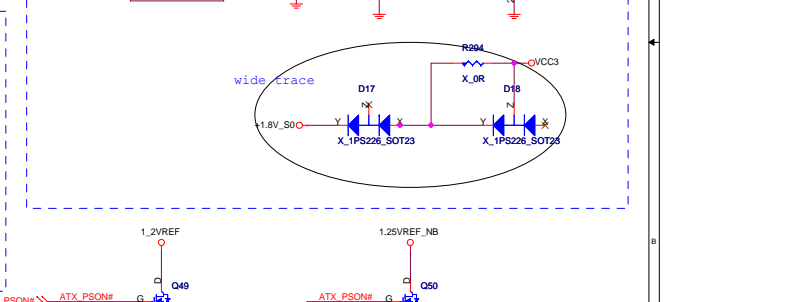 R294
VCC3
X_0R
wide trace
D17
D18
Z
Z
+1.8V_S0
Y
X
Y
X
X_1PS226_SOT23
X_1PS226_SOT23
B
1_2VREF
1.25VREF_NB
D
Q49
D
Q50
PSON#
ATX_PSON#
G
ATX_PSON#
G